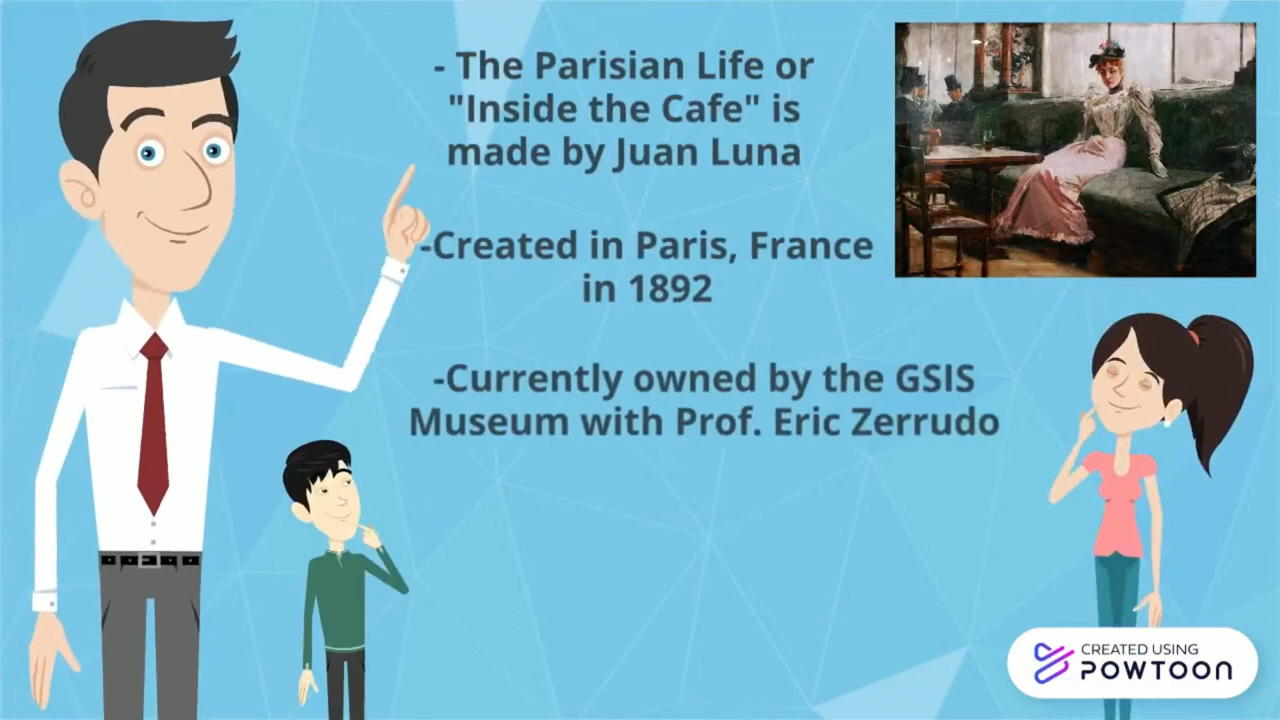 - The Parisian Life or
"Inside the Cafe" is
made by Juan Luna
-Created in Paris, France
in 1892
-Currently owned by the GSIS
Museum with Prof. Eric Zerrudo
CREATED USING
POWTOON